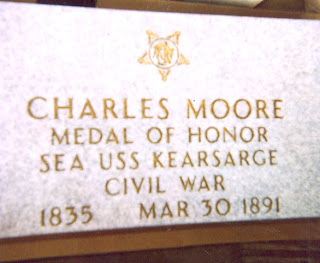 CHARLES MOORE
MEDAL OF HONOR
SEA USS KEARSARGE
CIVIL WAR
1835 MAR 30 1891